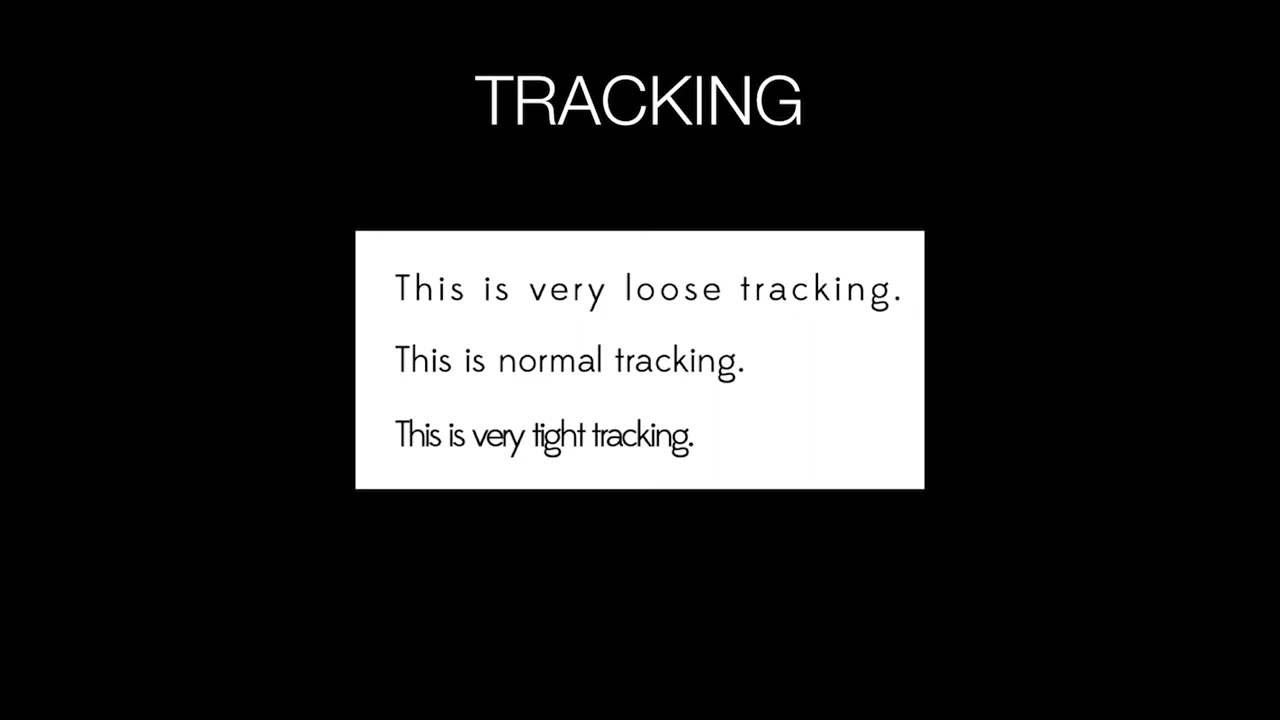 TRACKING
This is very loose tracking.
This is normal tracking.
This is very tight tracking.